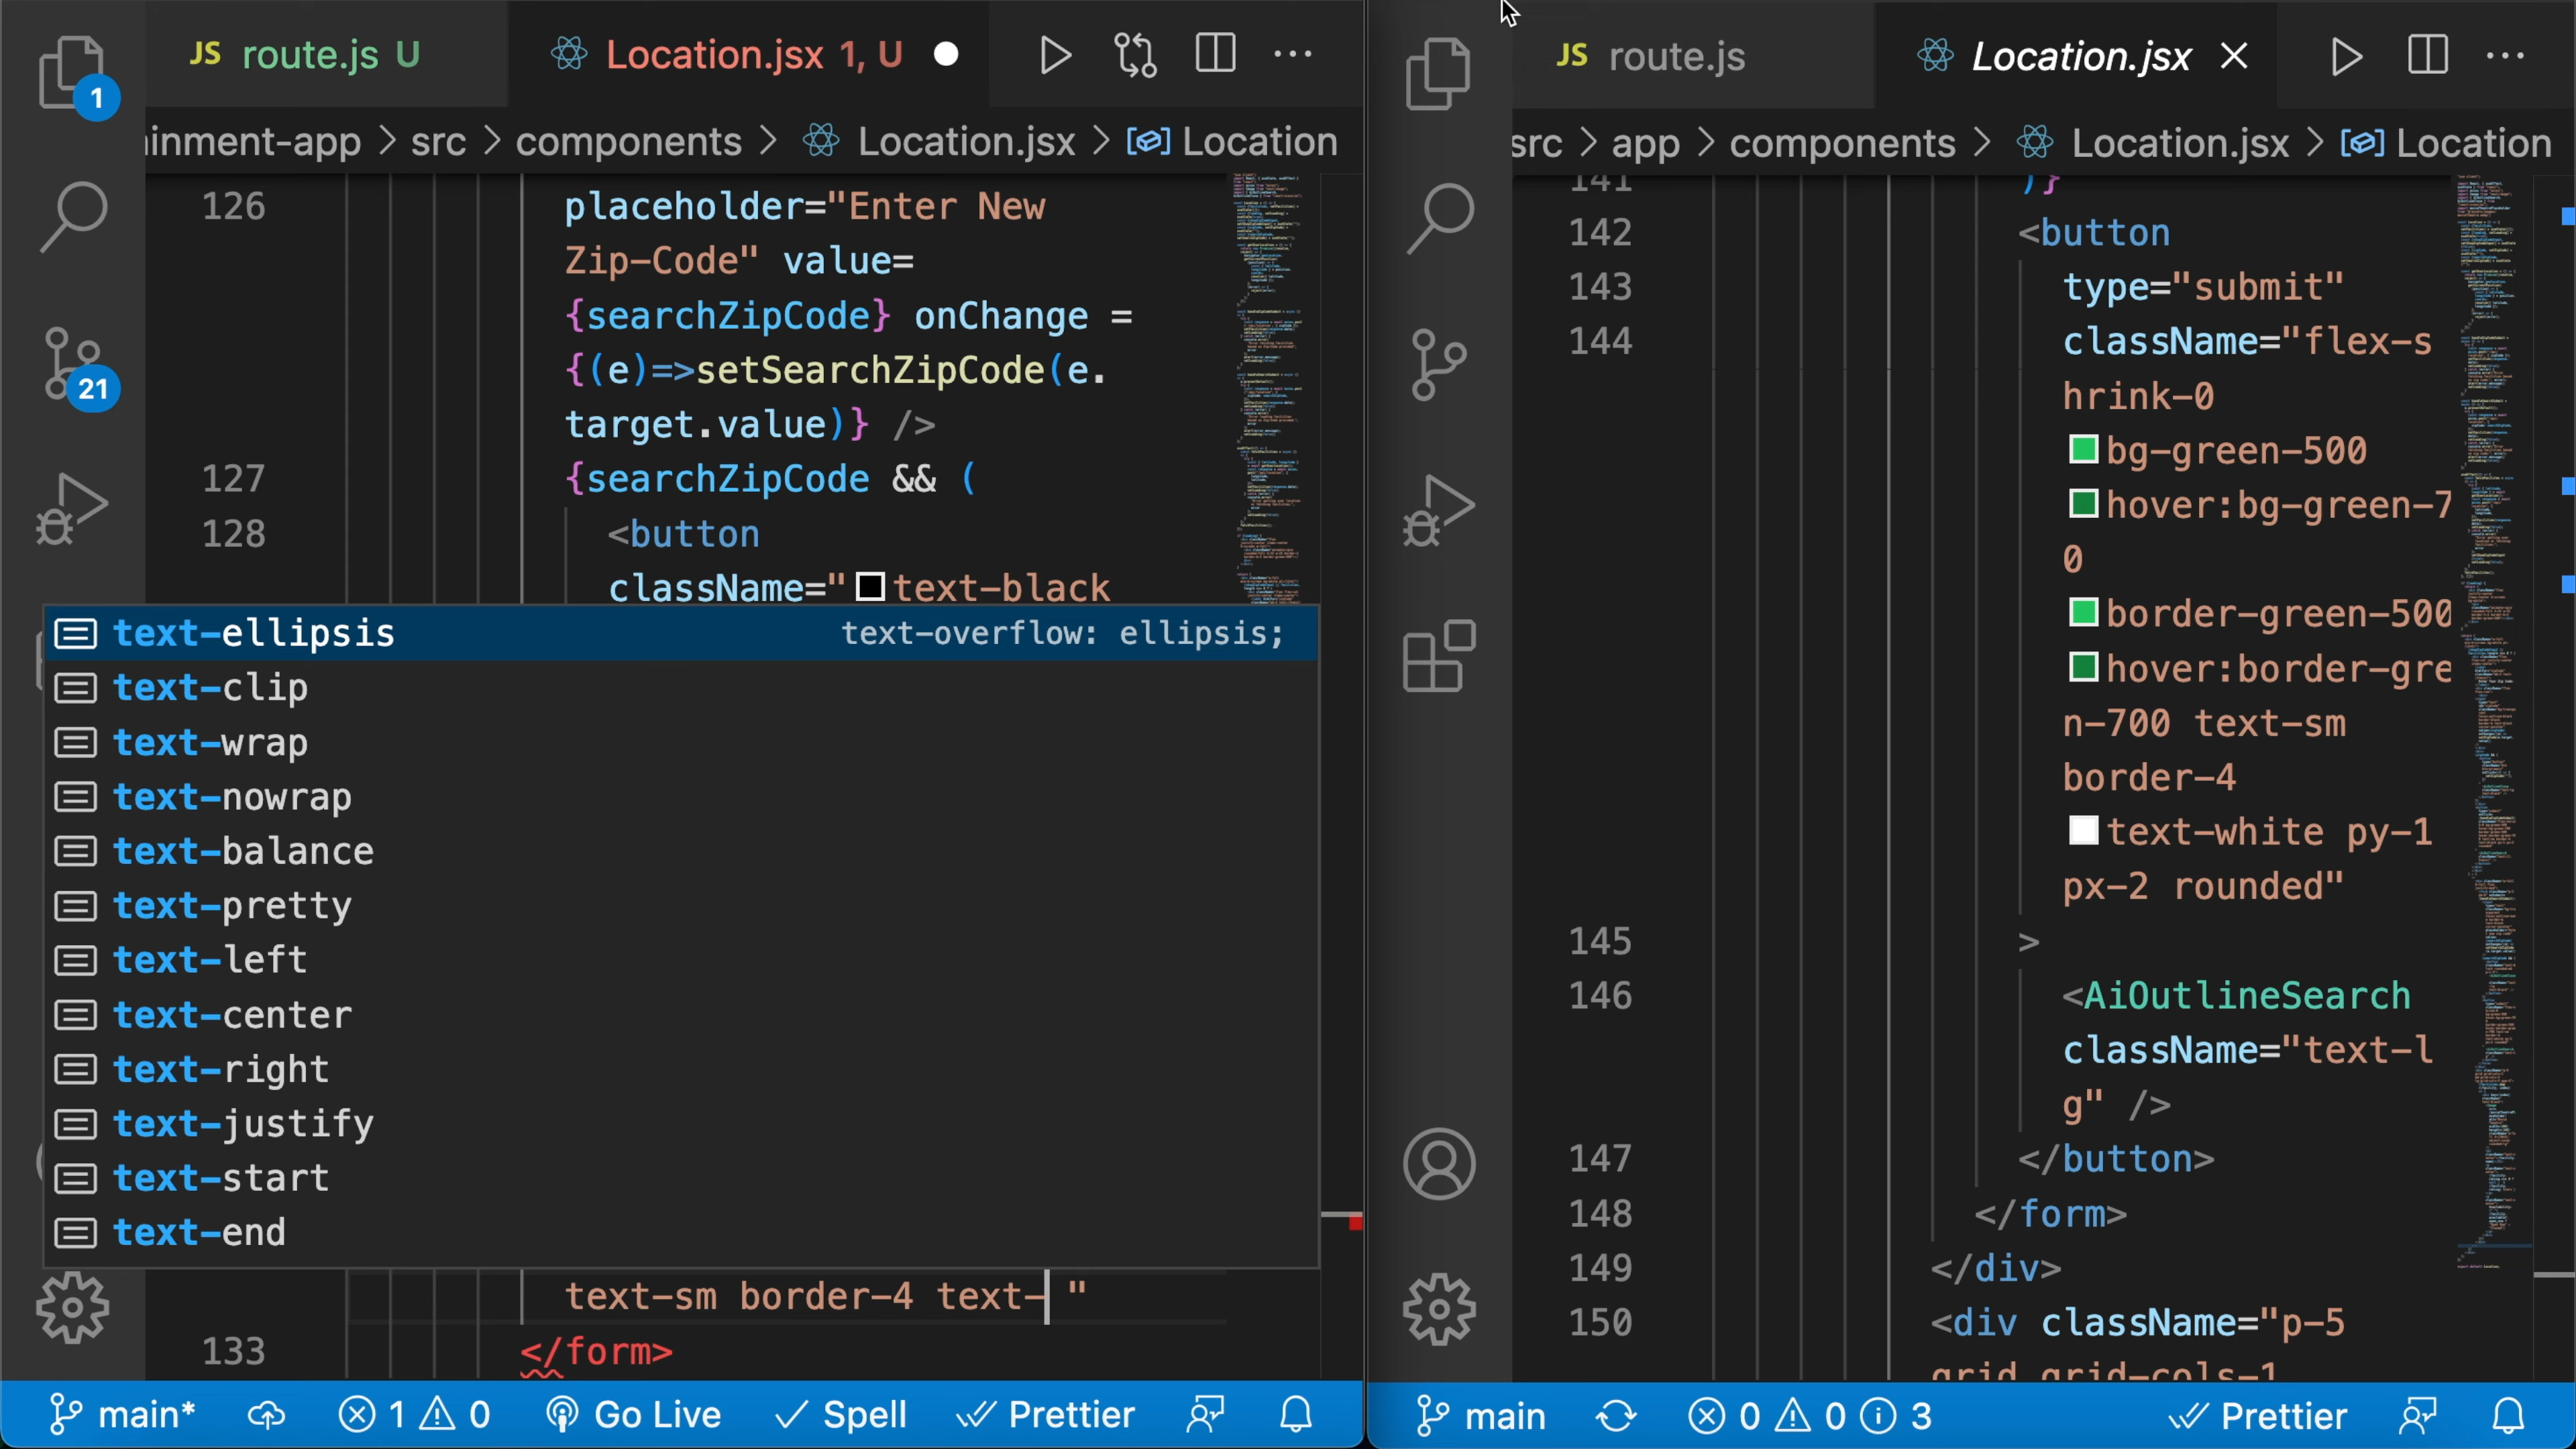 JS route.js U
Location.jsx 1, U
inment-app > src > components > Location.jsx > Location
126 placeholder="Enter New
Zip-Code" value=
{searchZipCode} onChange =
{(e)=>setSearchZipCode(e.
target.value)} />
127 {searchZipCode && (
128 <button
className="text-black
text-ellipsis text-overflow: ellipsis;
text-clip
text-wrap
text-nowrap
text-balance
text-pretty
text-left
text-center
text-right
text-justify
text-start
text-end
text-sm border-4 text- "
133 </form>
1
21
main* 1 0 Go Live Spell Prettier
JS route.js
Location.jsx
src > app > components > Location.jsx > Location
141 )}
142 <button
143 type="submit"
144 className="flex-s
hrink-0
bg-green-500
hover:bg-green-7
0
border-green-500
hover:border-gre
n-700 text-sm
border-4
text-white py-1
px-2 rounded"
145 >
146 <AiOutlineSearch
className="text-l
g" />
147 </button>
148 </form>
149 </div>
150 <div className="p-5
grid grid-cols-1
main 0 0 3 Prettier